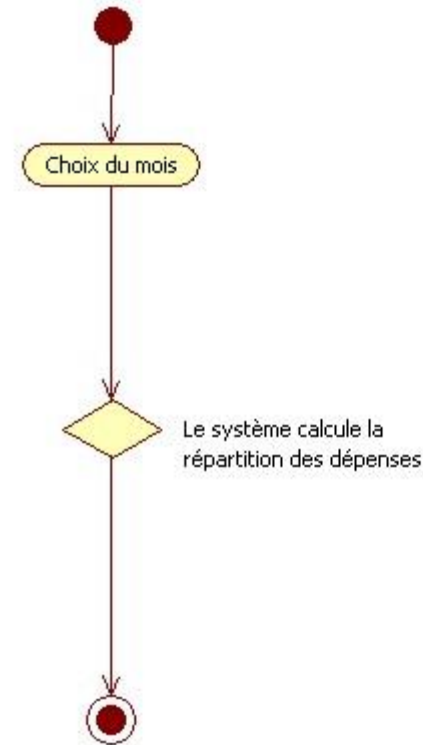 Choix du mois
Le système calcule la
répartition des dépenses